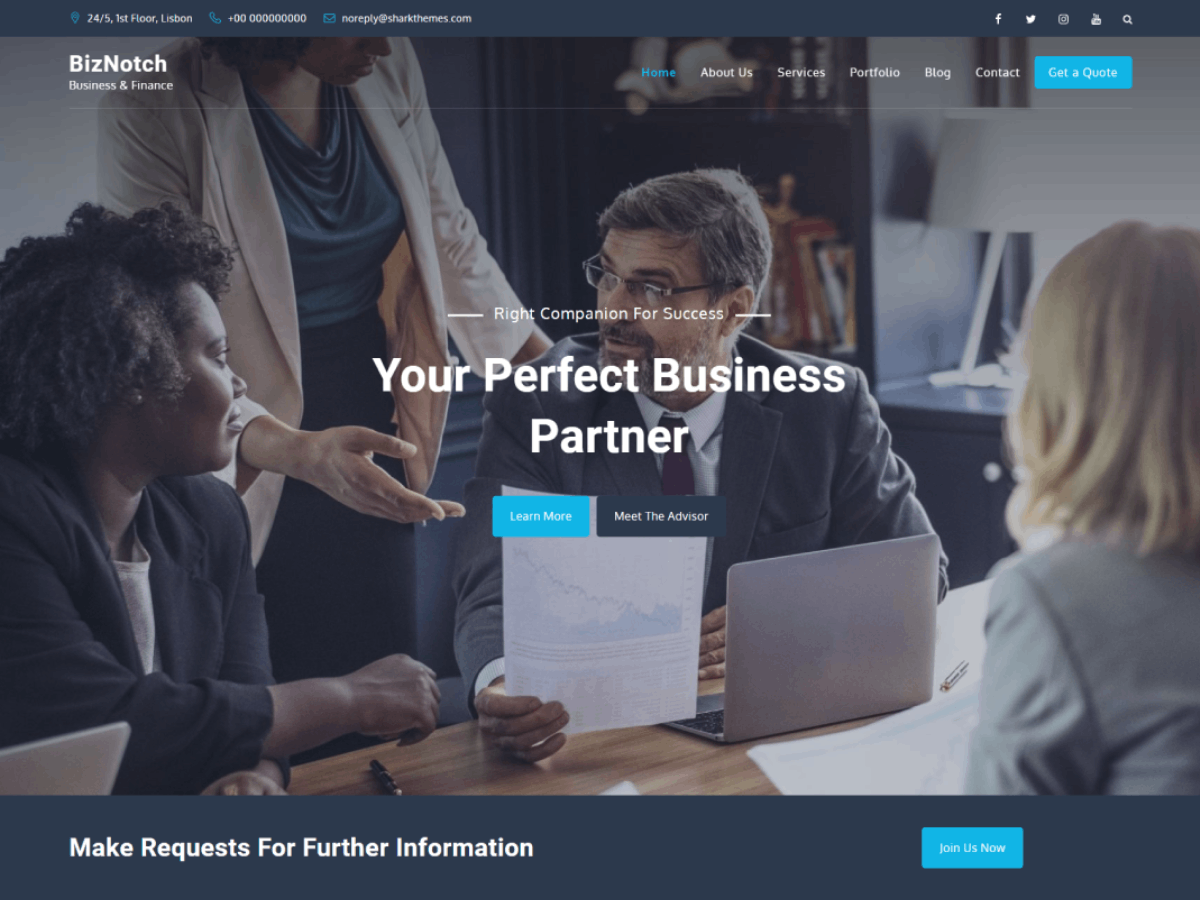 24/5, 1st Floor, Lisbon +00 000000000 noreply@sharkthemes.com
BizNotch
Business & Finance
Home About Us Services Portfolio Blog Contact Get a Quote
Right Companion For Success
Your Perfect Business
Partner
Learn More Meet The Advisor
Make Requests For Further Information
Join Us Now